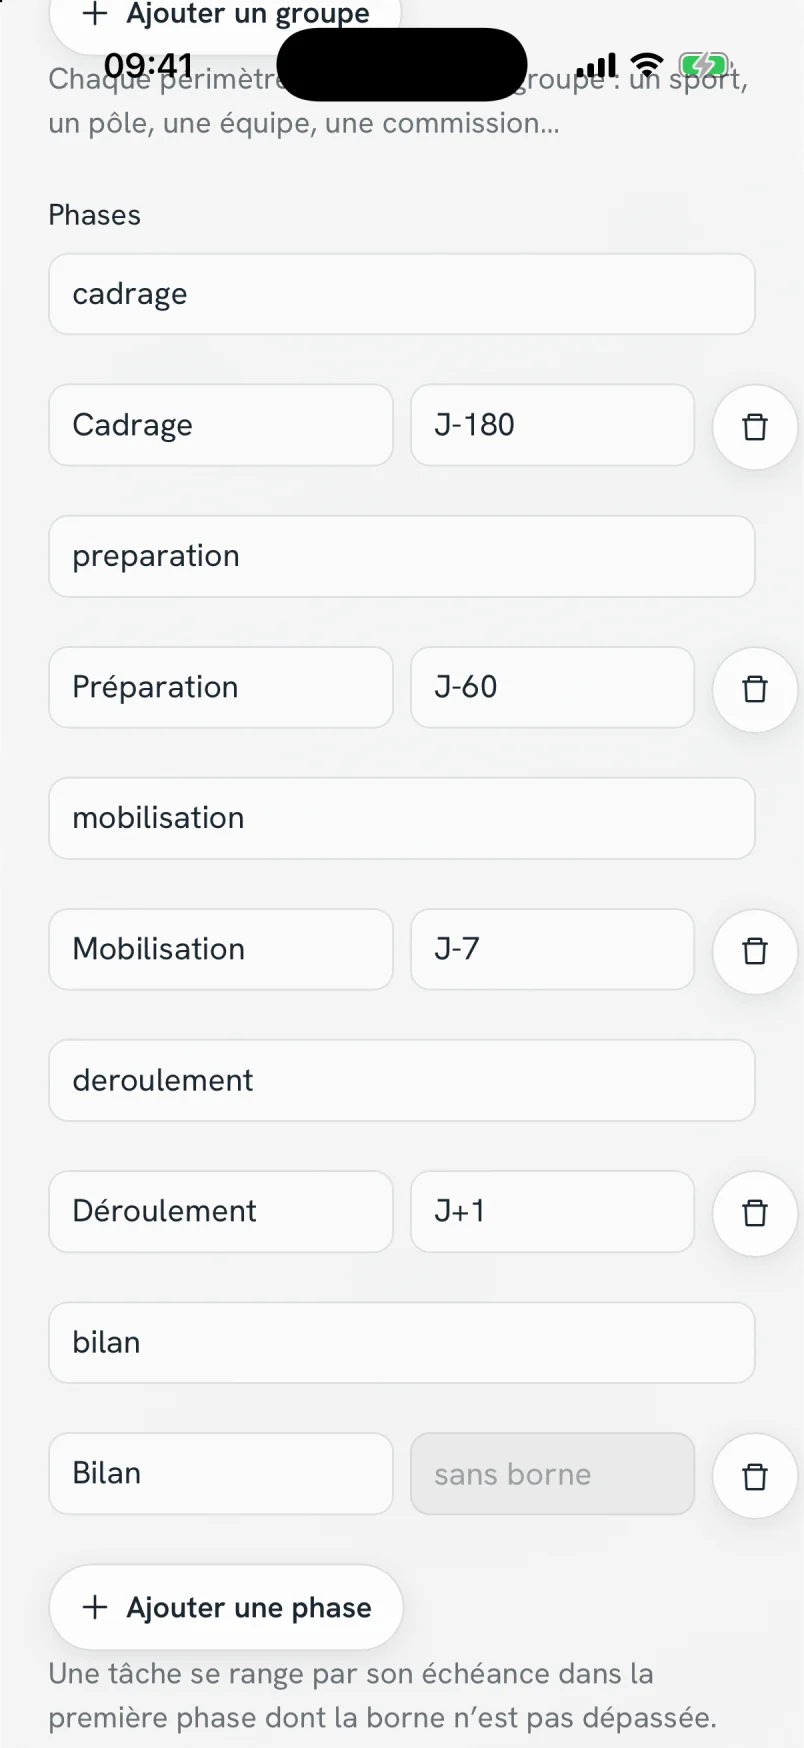 + Ajouter un groupe
09:41
Chaque périmètre groupe : un sport,
un pôle, une équipe, une commission...
Phases
cadrage
Cadrage J-180
preparation
Préparation J-60
mobilisation
Mobilisation J-7
deroulement
Déroulement J+1
bilan
Bilan sans borne
+ Ajouter une phase
Une tâche se range par son échéance dans la
première phase dont la borne n’est pas dépassée.